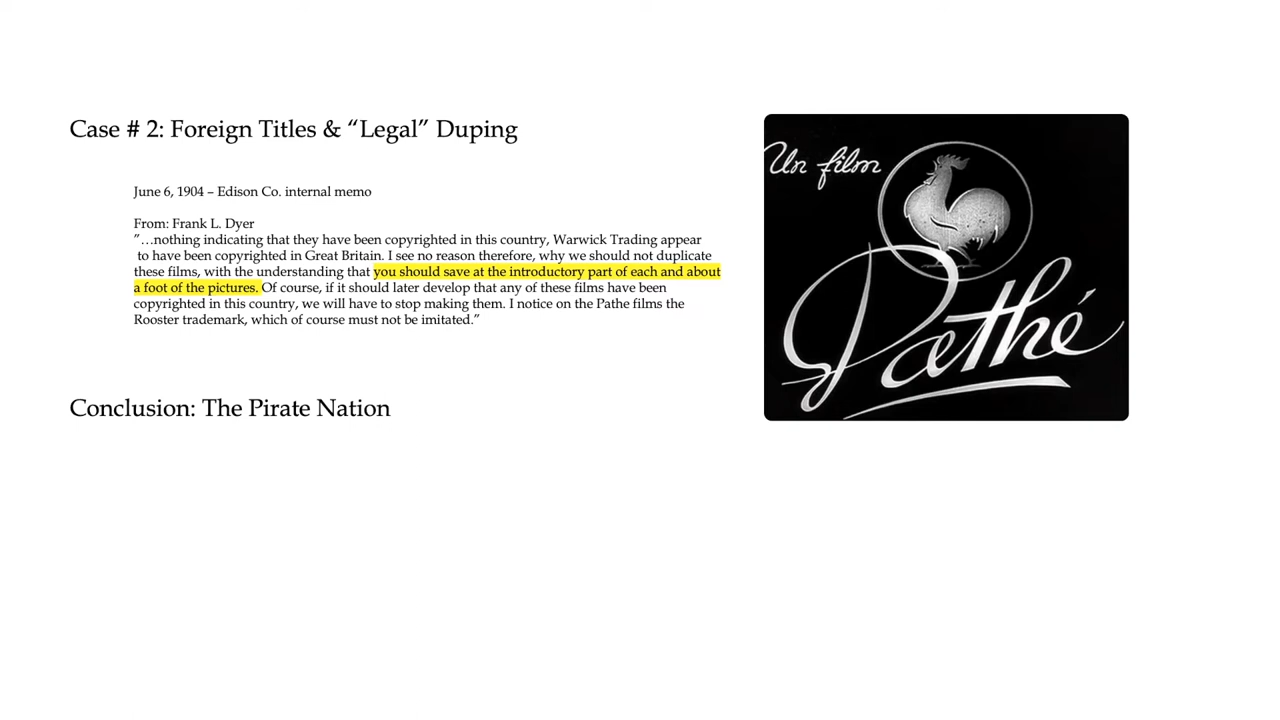 Case # 2: Foreign Titles & “Legal” Duping
June 6, 1904 – Edison Co. internal memo
From: Frank L. Dyer
”…nothing indicating that they have been copyrighted in this country, Warwick Trading appear
to have been copyrighted in Great Britain. I see no reason therefore, why we should not duplicate
these films, with the understanding that you should save at the introductory part of each and about
a foot of the pictures. Of course, if it should later develop that any of these films have been
copyrighted in this country, we will have to stop making them. I notice on the Pathe films the
Rooster trademark, which of course must not be imitated.”
Conclusion: The Pirate Nation
Un film
Pathé